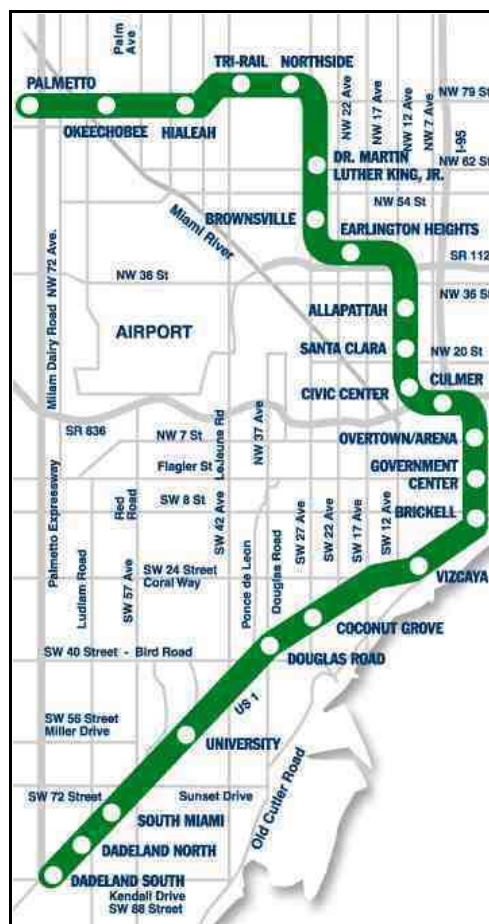 Palm
Ave
TRI-RAIL
NORTHSIDE
PALMETTO
OKEECHOBEE
HIALEAH
NW 22 Ave
NW 17 Ave
NW 12 Ave
NW 7 Ave
I-95
NW 79 St
DR. MARTIN
LUTHER KING, JR.
NW 62 St
NW 54 St
BROWNSVILLE
EARLINGTON HEIGHTS
Miami River
SR 112
NW 36 St
NW 36 St
NW 72 Ave.
Milam Dairy Road
AIRPORT
ALLAPATTAH
SANTA CLARA
NW 20 St
CIVIC CENTER
CULMER
SR 836
NW 7 St
LeJeune Rd
NW 37 Ave
OVERTOWN/ARENA
Flagler St
GOVERNMENT
CENTER
SW 8 St
BRICKELL
Palmetto Expressway
Ludlam Road
Red
Road
SW 57 Ave
SW 42 Ave
Ponce de Leon
Douglas Road
SW 27 Ave
SW 22 Ave
SW 17 Ave
SW 12 Ave
SW 24 Street
Coral Way
VIZCAYA
COCONUT GROVE
SW 40 Street - Bird Road
DOUGLAS ROAD
US 1
SW 56 Street
Miller Drive
UNIVERSITY
Old Cutler Road
SW 72 Street
Sunset Drive
SOUTH MIAMI
DADELAND NORTH
DADELAND SOUTH
Kendall Drive
SW 88 Street